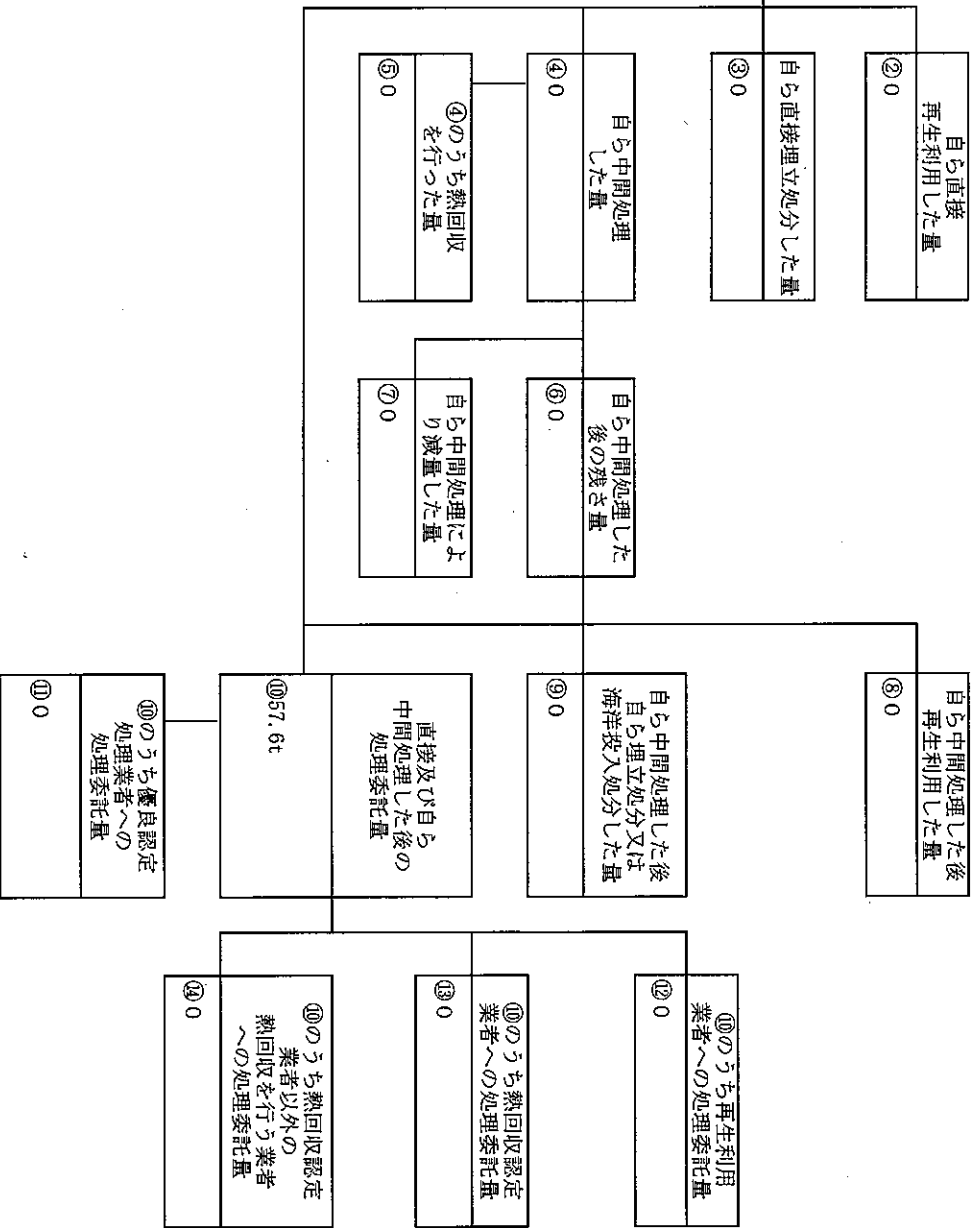 自ら直接
再生利用した量
②0
自ら直接埋立処分した量
③0
自ら中間処理
した量
④0
④のうち熱回収
を行った量
⑤0
自ら中間処理した
後の残さ量
⑥0
自ら中間処理によ
り減量した量
⑦0
自ら中間処理した後
再生利用した量
⑧0
自ら中間処理した後
自ら埋立処分又は
海洋投入処分した量
⑨0
直接及び自ら
中間処理した後の
処理委託量
⑩57.6t
⑩のうち優良認定
処理業者への
処理委託量
⑪0
⑩のうち再生利用
業者への処理委託量
⑫0
⑩のうち熱回収認定
業者への処理委託量
⑬0
⑩のうち熱回収認定
業者以外の
熱回収を行う業者
への処理委託量
⑭0